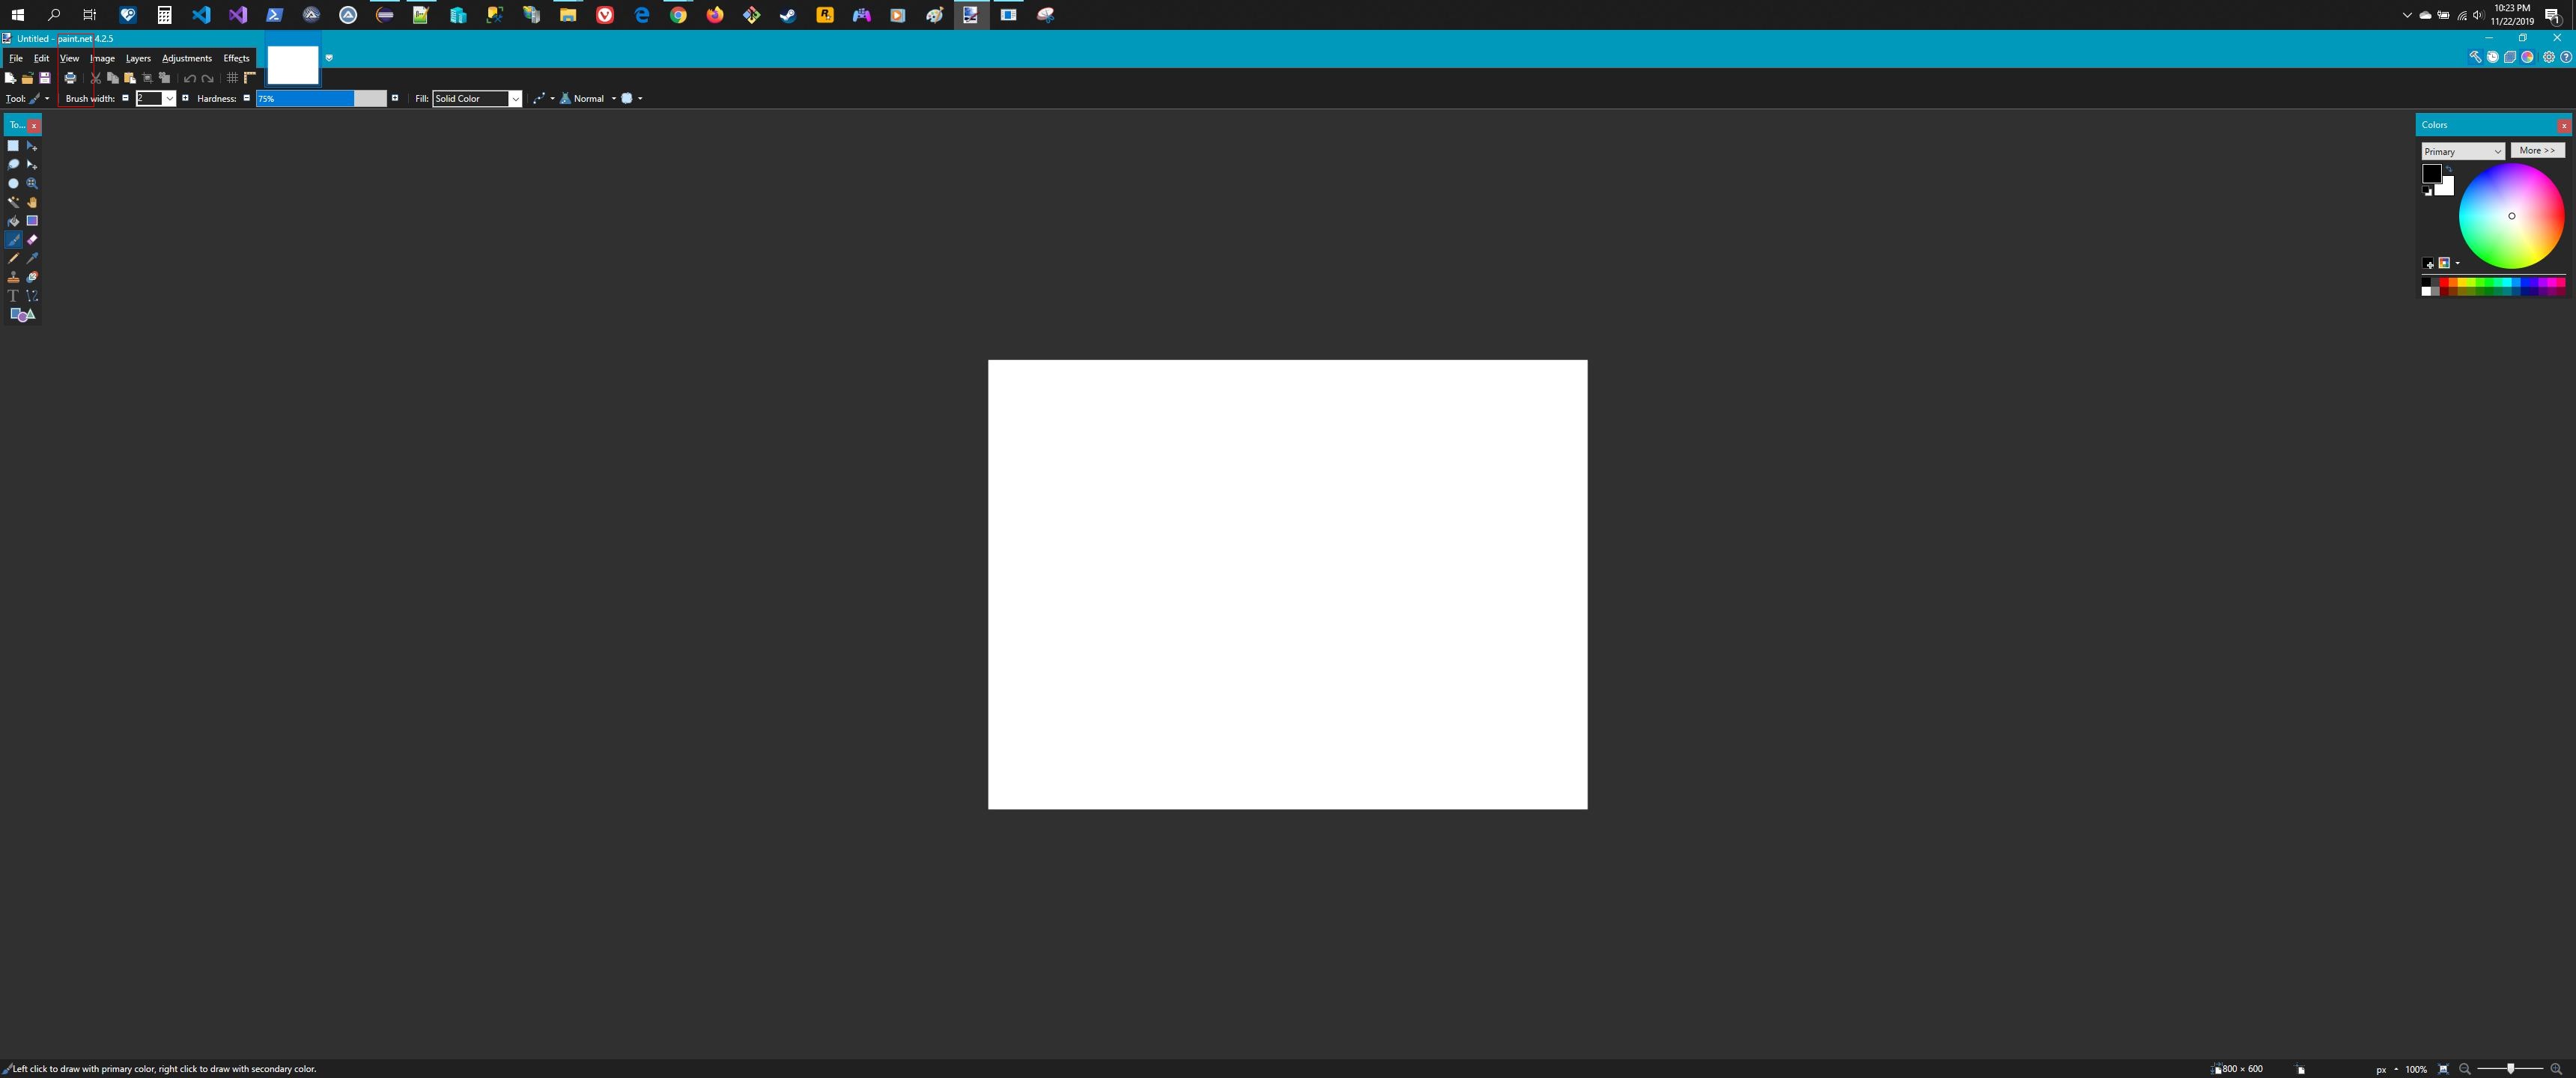 10:23 PM
11/22/2019
1
Untitled - paint.net 4.2.5
File Edit View Image Layers Adjustments Effects
Tool: Brush width: 2 Hardness: 75% Fill: Solid Color Normal
To...
Colors
Primary More >>
T
Left click to draw with primary color, right click to draw with secondary color.
800 × 600 px 100%